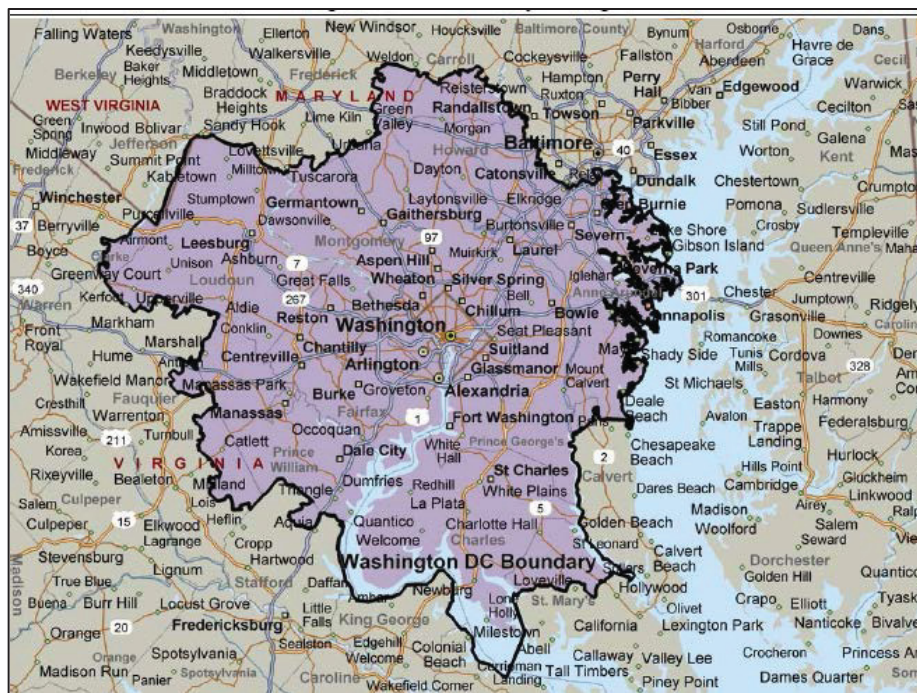 Falling Waters
Washington
Ellerton
New Windsor
Houcksville
Baltimore County
Bynum
Osborne
Dans
Keedysville
Walkersville
Cockeysville
Fallston
Harford
Havre de Grace
Cecil
Berkeley
Baker Heights
Middletown
Frederick
Weldon
Carroll
Hampton
Perry Hall
Aberdeen
Warwick
Braddock Heights
MARYLAND
Reisterstown
Ruxton
Van Bibber
Edgewood
WEST VIRGINIA
Green Valley
Randallstown
Towson
Parkville
Cecilton
Green Spring
Inwood
Bolivar
Sandy Hook
Lime Kiln
Morgan
Still Pond
Galena
Jefferson
Middleway
Lovettsville
Urbana
Howard
Baltimore
40
Essex
Worton
Kent
Frederick
Summit Point
Milltown
Tuscarora
Dayton
Catonsville
Dundalk
Kabletown
Stumptown
Germantown
Laytonsville
Elkridge
Chestertown
Crumpton
Winchester
Dawsonville
Gaithersburg
Burtonsville
Burnie
Pomona
Sudlersville
37
Berryville
Purcellville
Leesburg
Montgomery
97
Muirkirk
Laurel
Severn
Shore
Gibson Island
Crosby
Templeville
Boyce
Airmont
Ashburn
7
Aspen Hill
Queen Anne's
Clarke
Unison
Great Falls
Wheaton
Silver Spring
Iglehart
Severna Park
Centreville
Greenway Court
Loudoun
267
Bell
Anne Arundel
301
Chester
340
Warren
Kerfoot
Upperville
Aldie
Reston
Bethesda
Chillum
Bowie
Annapolis
Jumptown
Grasonville
Markham
Conklin
Washington
Seat Pleasant
Romancoke
Downes
Front Royal
Marshall
Chantilly
Suitland
Shady Side
Tunis Mills
Cordova
328
Hume
Centreville
Arlington
Glassmanor
Mount Calvert
Wakefield Manor
Manassas Park
Burke
Groveton
Alexandria
St Michaels
Talbot
Cresthill
Fauquier
Manassas
Fairfax
1
Fort Washington
Deale Beach
Easton
Harmony
Warrenton
Avalon
Federalsburg
Amissville
211
Turnbull
Catlett
Occoquan
White Hall
Prince George's
Trappe Landing
Korea
VIRGINIA
Prince William
Dale City
2
Chesapeake Beach
Hurlock
Rixeyville
Bealeton
Midland
Dumfries
Redhill
St Charles
White Plains
Calvert
Hills Point
Gluckheim
Culpeper
Lois
Triangle
La Plata
Dares Beach
Cambridge
Linkwood
Salem
Heflin
Aquia
Quantico
Charlotte Hall
5
Golden Beach
Madison
Airey
Culpeper
15
Elkwood
Welcome
Charles
Woolford
Salem
Lagrange
Cropp
St Leonard
Seward
Stevensburg
Hartwood
Washington DC Boundary
Calvert Beach
Dorchester
Lignum
Stafford
Loveville
Golden Hill
Madison
True Blue
Newburg
Hollywood
Quantico
Buena
Burr Hill
Locust Grove
Little Falls
St. Mary's
Olivet
Crapo
Elliott
20
Fredericksburg
King George
California
Lexington Park
Nanticoke
Orange
Milestown
Sealston
Edgehill
Colonial Beach
Abell
Callaway
Valley Lee
Crocheron
Orange
Spotsylvania
Welcome
Tall Timbers
Madison Run
Panier
Spotsylvania
Caroline
Wakefield Corner
Landing
Piney Point
Dames Quarter